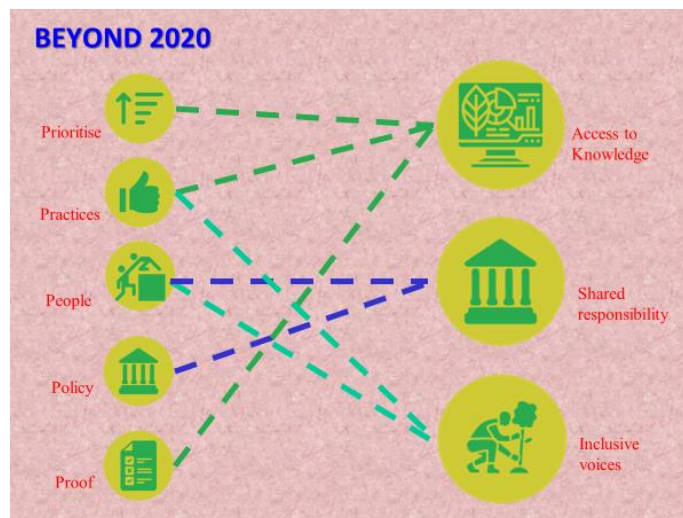 BEYOND 2020
Prioritise
Practices
People
Policy
Proof
Access to
Knowledge
Shared
responsibility
Inclusive
voices